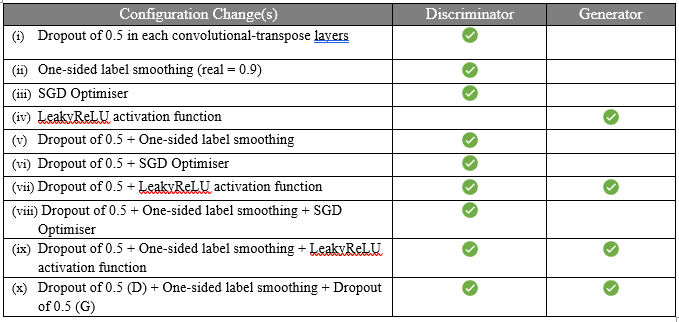 Configuration Change(s) Discriminator Generator
(i) Dropout of 0.5 in each convolutional-transpose layers
(ii) One-sided label smoothing (real = 0.9)
(iii) SGD Optimiser
(iv) LeakyReLU activation function
(v) Dropout of 0.5 + One-sided label smoothing
(vi) Dropout of 0.5 + SGD Optimiser
(vii) Dropout of 0.5 + LeakyReLU activation function
(viii) Dropout of 0.5 + One-sided label smoothing + SGD
Optimiser
(ix) Dropout of 0.5 + One-sided label smoothing + LeakyReLU
activation function
(x) Dropout of 0.5 (D) + One-sided label smoothing + Dropout
of 0.5 (G)